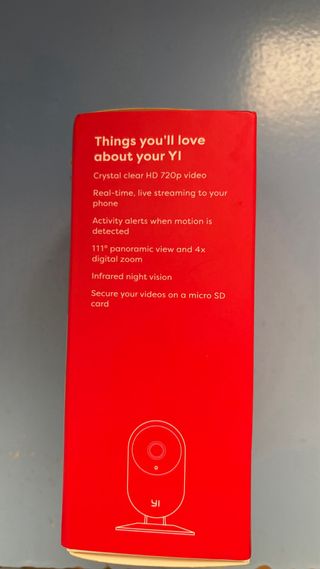 Things you'll love
about your YI
Crystal clear HD 720p video
Real-time, live streaming to your
phone
Activity alerts when motion is
detected
111° panoramic view and 4x
digital zoom
Infrared night vision
Secure your videos on a micro SD
card
YI